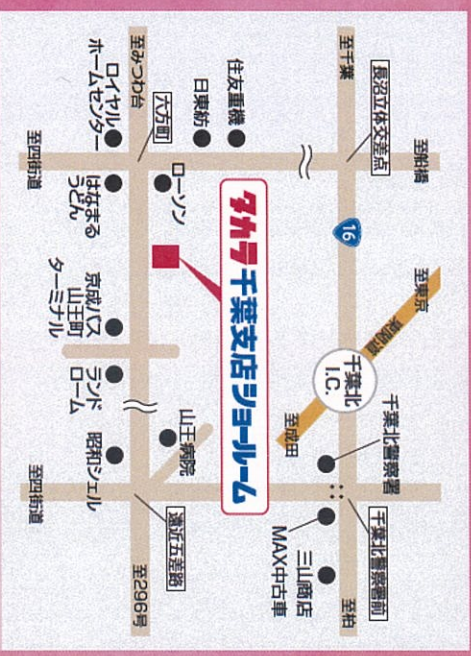 至船橋
至東京
長沼立体交差点
東関道
千葉北警察署
千葉北警察署前
至千葉
16
千葉北
I.C.
至柏
三山商店
MAX中古車
至成田
タカラ千葉支店ショールーム
住友重機
日東紡
ローソン
山王病院
六方町
遠近五差路
至みつわ台
至296号
ロイヤル
ホームセンター
はなまる
うどん
京成バス
山王町
ターミナル
ランド
ローム
昭和シェル
至四街道
至四街道